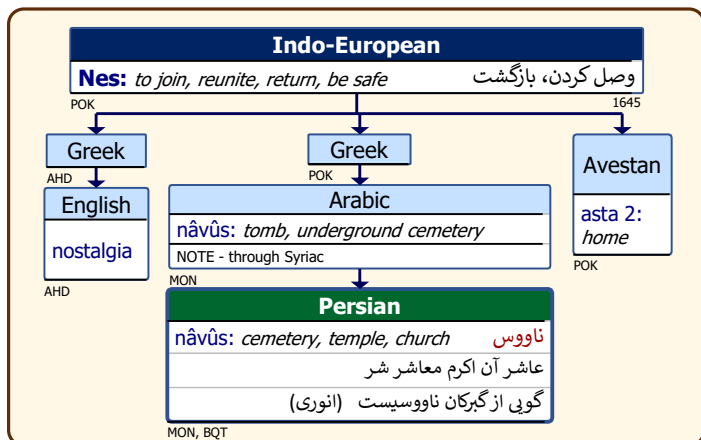 Indo-European
Nes: to join, reunite, return, be safe وصل کردن، بازگشت
POK 1645
Greek
AHD
English
nostalgia
AHD
Greek
POK
Arabic
nâvûs: tomb, underground cemetery
NOTE - through Syriac
MON
Persian
nâvûs: cemetery, temple, church ناووس
عاشر آن اکرم معاشر شر
گویی از گبرکان ناووسیست (انوری)
MON, BQT
Avestan
asta 2:
home
POK